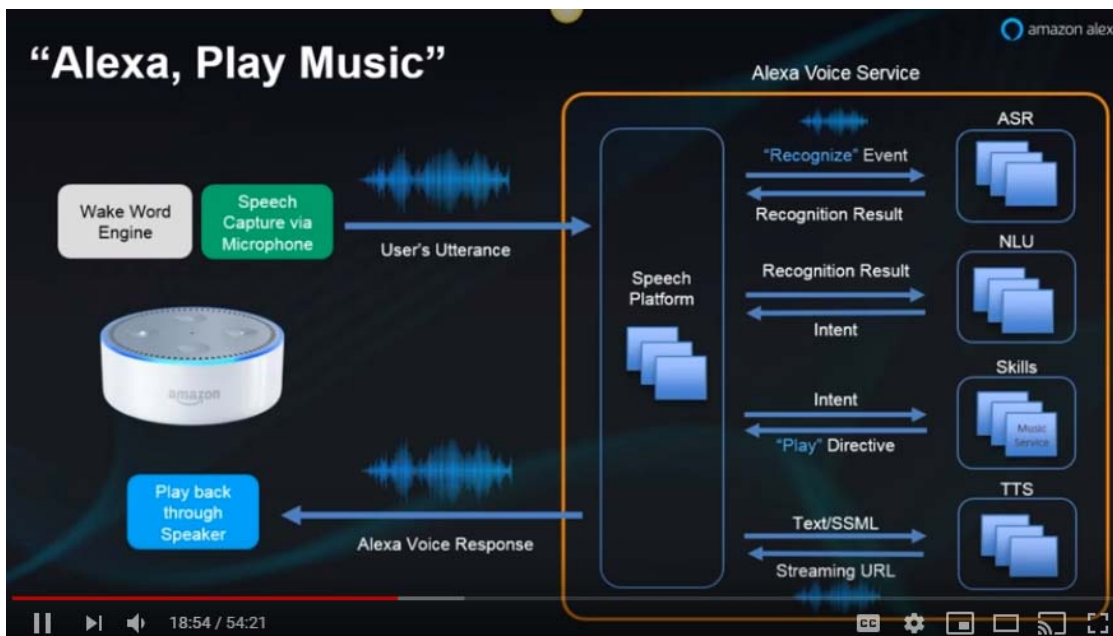 amazon alex
“Alexa, Play Music”
Alexa Voice Service
ASR
“Recognize” Event
Recognition Result
Wake Word
Engine
Speech
Capture via
Microphone
User's Utterance
NLU
Recognition Result
Intent
Speech
Platform
amazon
Skills
Intent
“Play” Directive
Music
Service
TTS
Text/SSML
Streaming URL
Play back
through
Speaker
Alexa Voice Response
18:54 / 54:21
CC